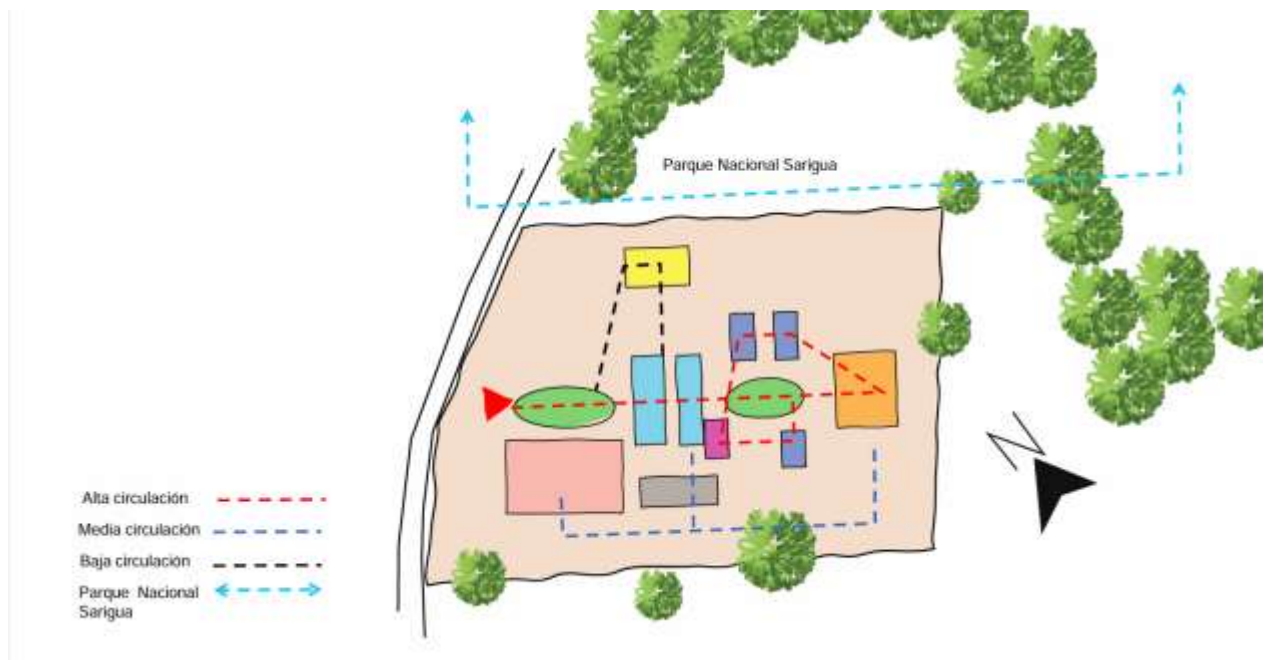 Parque Nacional Sarigua
N
Alta circulación
Media circulación
Baja circulación
Parque Nacional
Sarigua